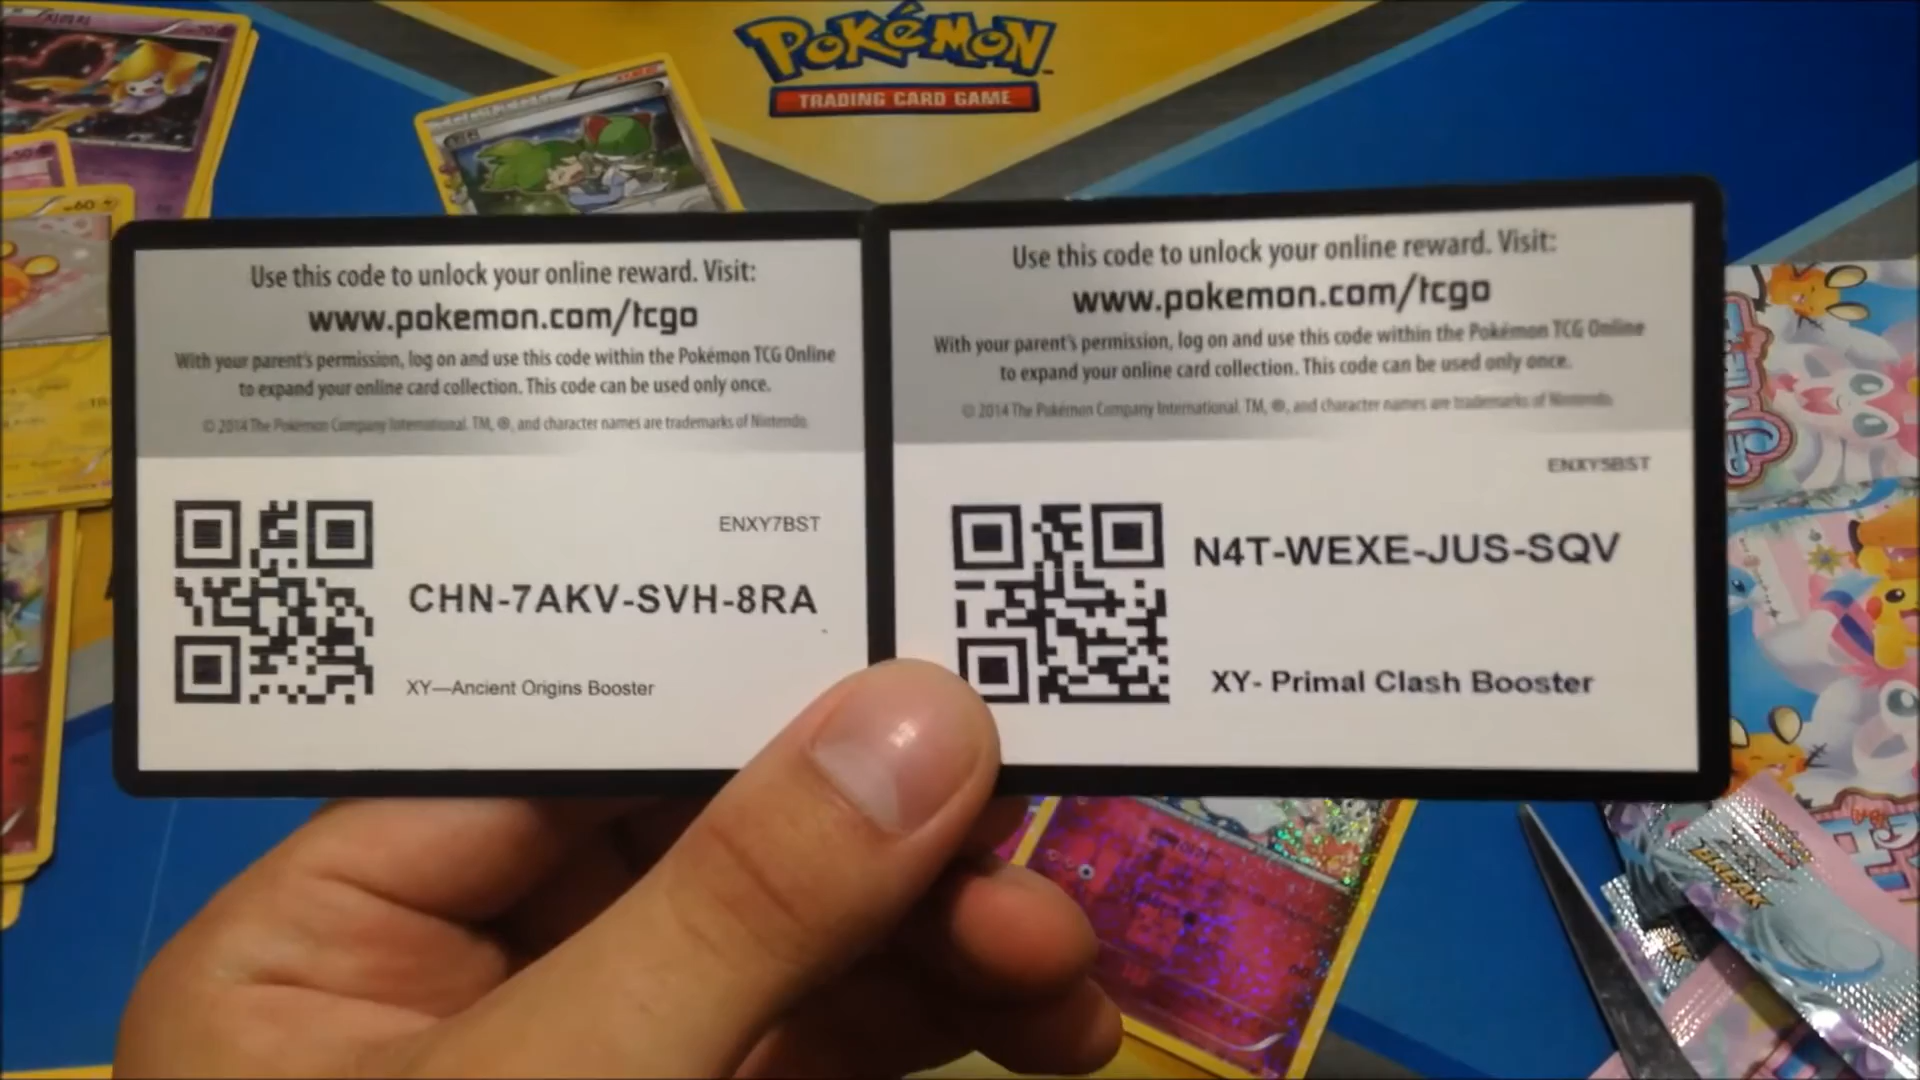 POKéMON
TRADING CARD GAME
Use this code to unlock your online reward. Visit:
www.pokemon.com/tcgo
With your parent's permission, log on and use this code within the Pokémon TCG Online
to expand your online card collection. This code can be used only once.
© 2014 The Pokémon Company International. TM, ®, and character names are trademarks of Nintendo.
ENXY7BST
CHN-7AKV-SVH-8RA
XY—Ancient Origins Booster
Use this code to unlock your online reward. Visit:
www.pokemon.com/tcgo
With your parent's permission, log on and use this code within the Pokémon TCG Online
to expand your online card collection. This code can be used only once.
© 2014 The Pokémon Company International. TM, ®, and character names are trademarks of Nintendo.
ENXY5BST
N4T-WEXE-JUS-SQV
XY- Primal Clash Booster
60
BREAK